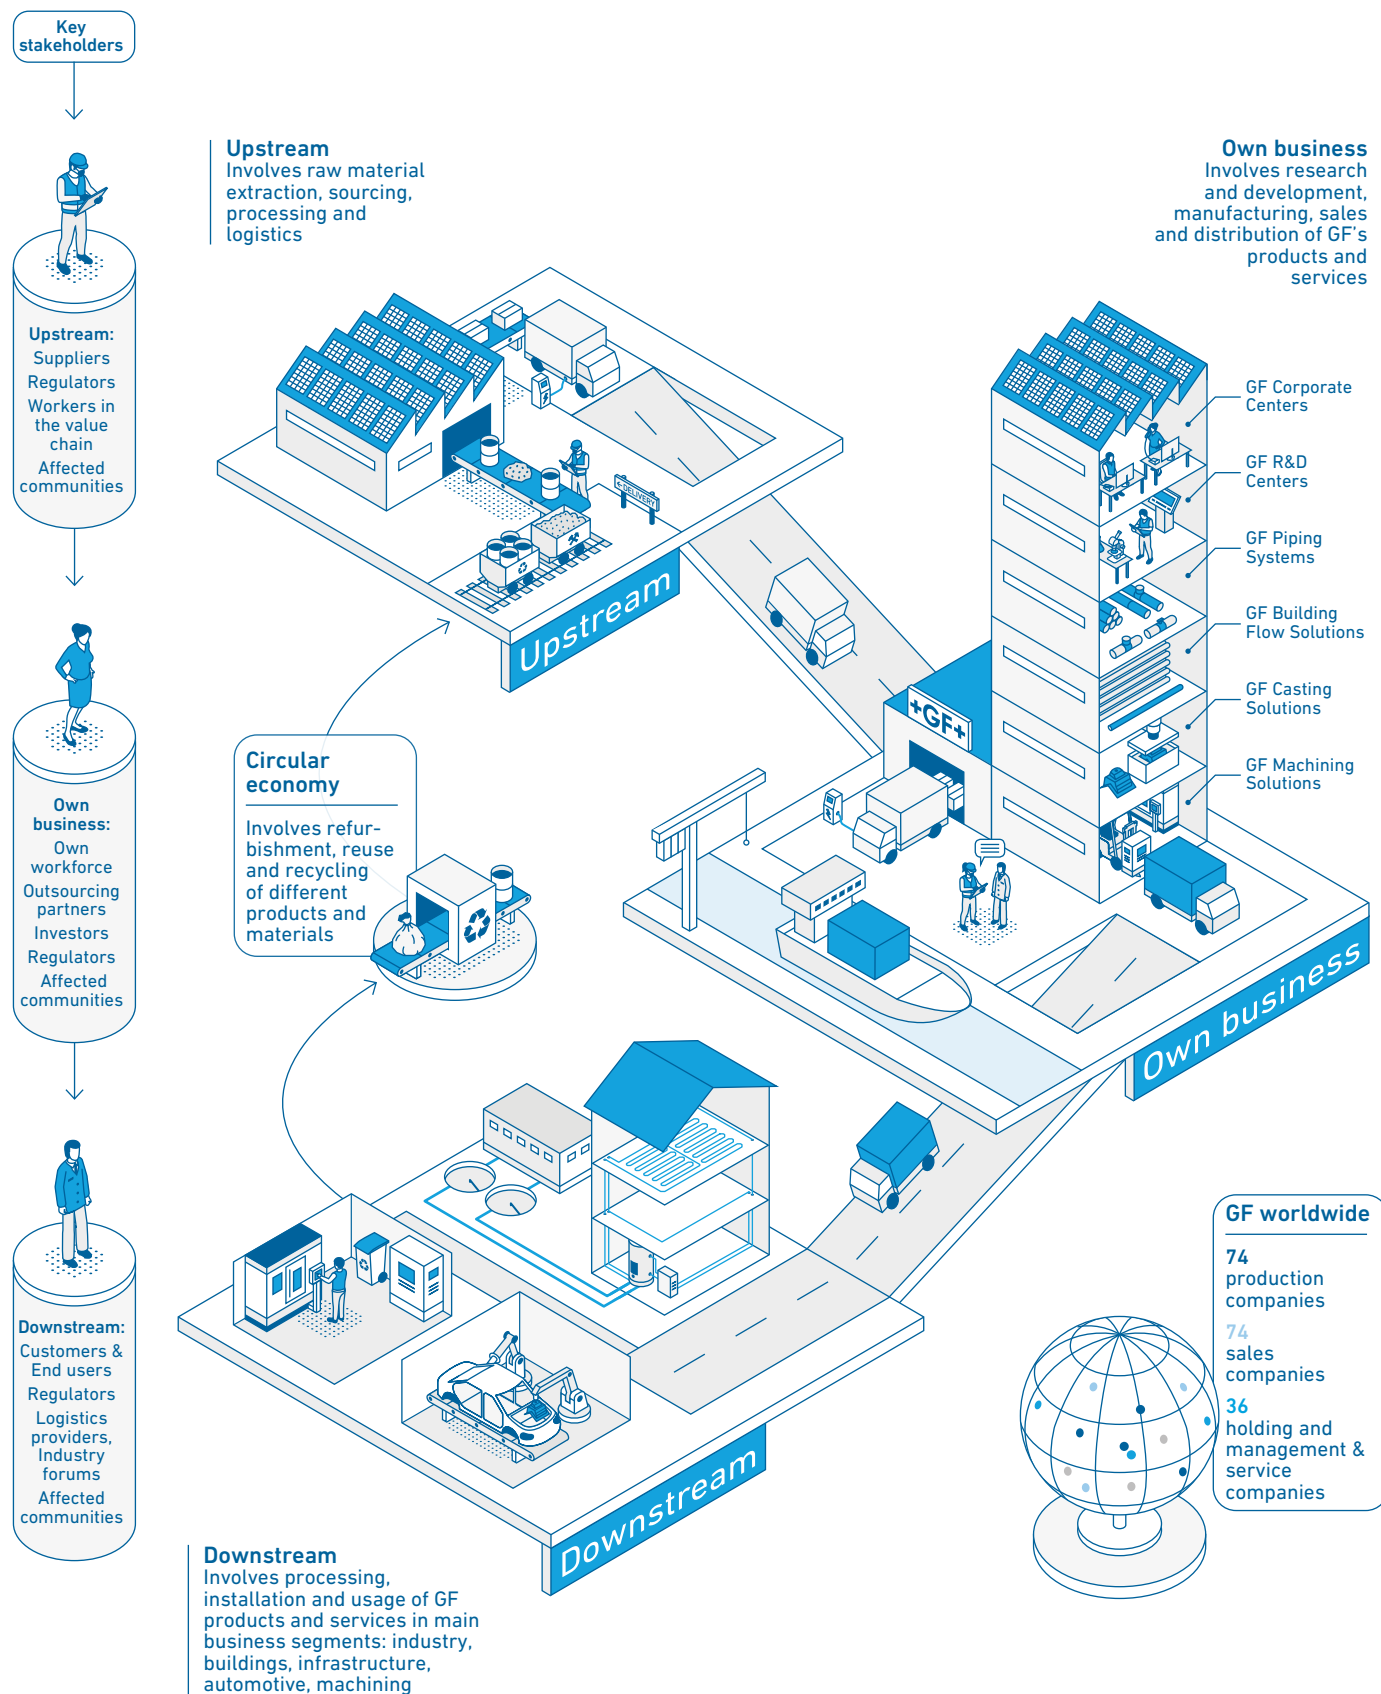 Key
stakeholders
Upstream
Involves raw material
extraction, sourcing,
processing and
logistics
Own business
Involves research
and development,
manufacturing, sales
and distribution of GF's
products and
services
Upstream:
Suppliers
Regulators
Workers in
the value
chain
Affected
communities
←DELIVERY
Upstream
GF Corporate
Centers
GF R&D
Centers
GF Piping
Systems
GF Building
Flow Solutions
GF Casting
Solutions
GF Machining
Solutions
+GF+
Own
business:
Own
workforce
Outsourcing
partners
Investors
Regulators
Affected
communities
Circular
economy
Involves refur-
bishment, reuse
and recycling
of different
products and
materials
Own business
Downstream:
Customers &
End users
Regulators
Logistics
providers,
Industry
forums
Affected
communities
GF worldwide
74
production
companies
74
sales
companies
36
holding and
management &
service
companies
Downstream
Downstream
Involves processing,
installation and usage of GF
products and services in main
business segments: industry,
buildings, infrastructure,
automotive, machining